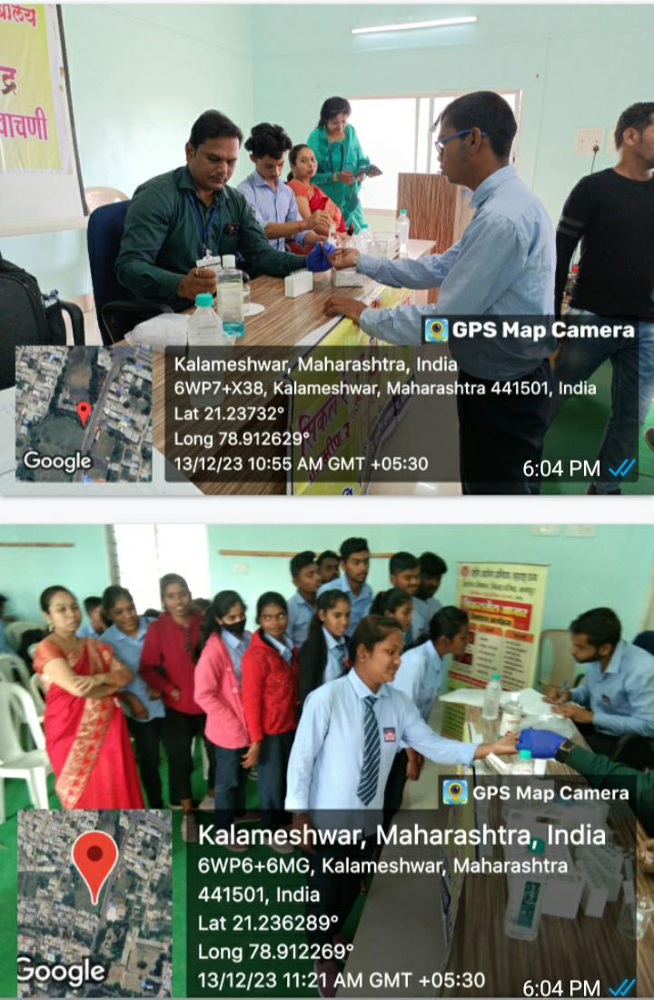 द्र
वाचणी
GPS Map Camera
Google
Kalameshwar, Maharashtra, India
6WP7+X38, Kalameshwar, Maharashtra 441501, India
Lat 21.23732°
Long 78.912629°
13/12/23 10:55 AM GMT +05:30
6:04 PM
सिकल
GPS Map Camera
Google
Kalameshwar, Maharashtra, India
6WP6+6MG, Kalameshwar, Maharashtra
441501, India
Lat 21.236289°
Long 78.912269°
13/12/23 11:21 AM GMT +05:30
6:04 PM